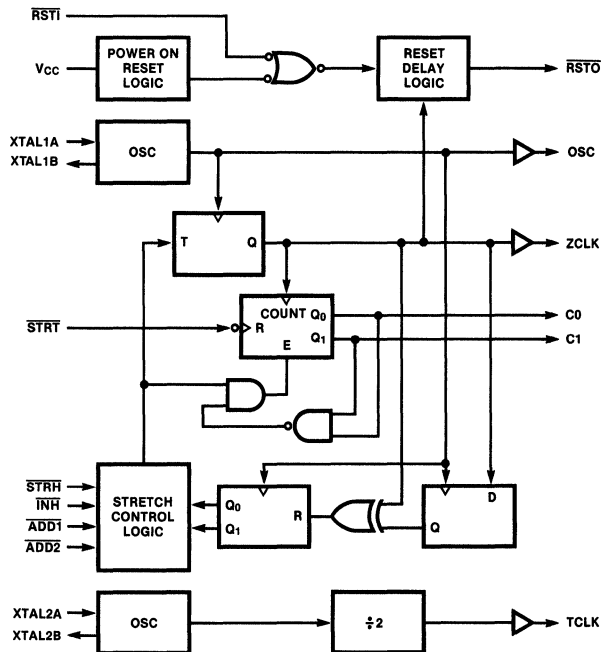 RSTI
VCC
POWER ON
RESET
LOGIC
RESET
DELAY
LOGIC
RSTO
XTAL1A
XTAL1B
OSC
OSC
T
Q
ZCLK
STRT
COUNT
Q0
R
Q1
E
C0
C1
STRH
INH
ADD1
ADD2
STRETCH
CONTROL
LOGIC
Q0
Q1
R
D
Q
XTAL2A
XTAL2B
OSC
÷2
TCLK